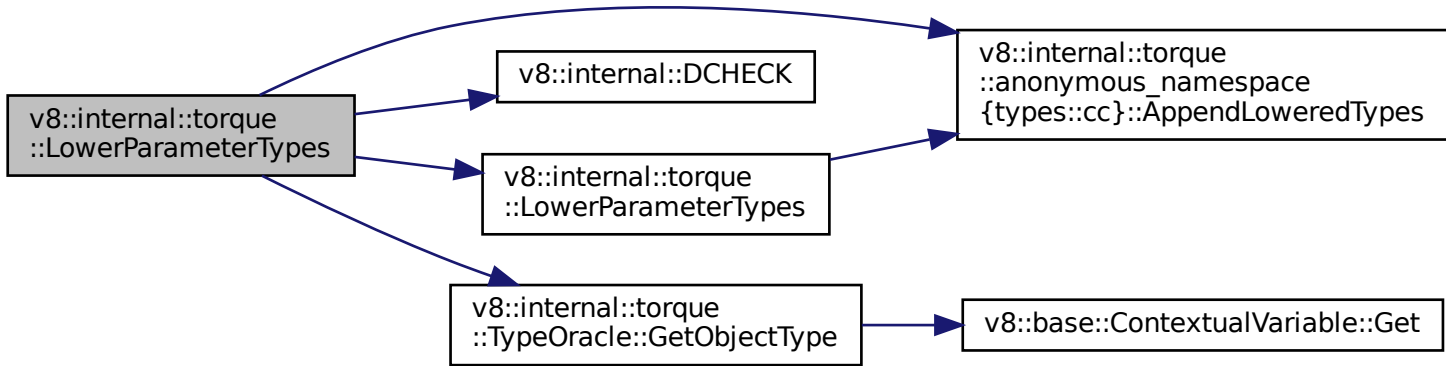 v8::internal::torque
::LowerParameterTypes
v8::internal::DCHECK
v8::internal::torque
::LowerParameterTypes
v8::internal::torque
::TypeOracle::GetObjectType
v8::internal::torque
::anonymous_namespace
{types::cc}::AppendLoweredTypes
v8::base::ContextualVariable::Get